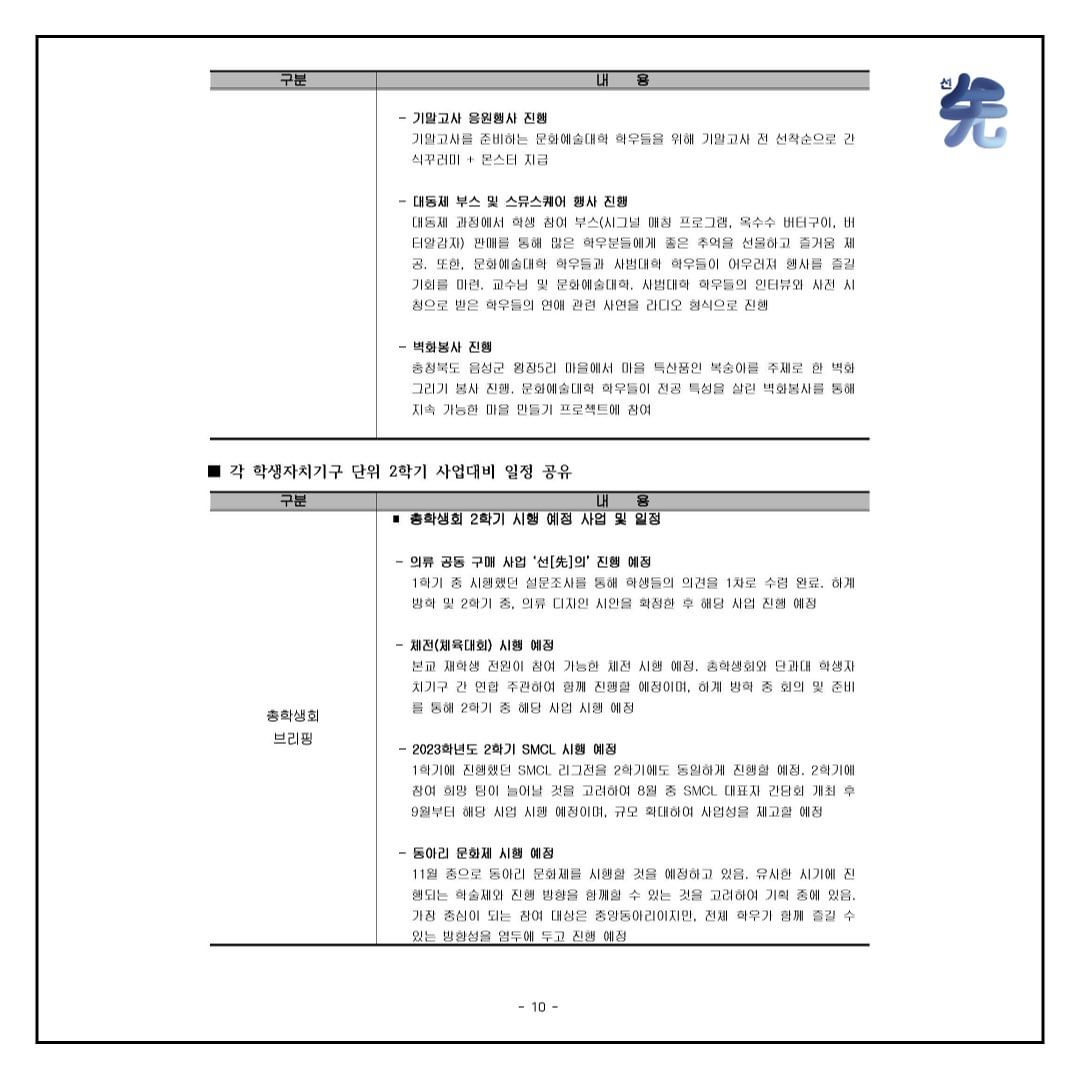 선
先
구분 내 용
- 기말고사 응원행사 진행
기말고사를 준비하는 문화예술대학 학우들을 위해 기말고사 전 선착순으로 간
식꾸러미 + 몬스터 지급
- 대동제 부스 및 스뮤스퀘어 행사 진행
대동제 과정에서 학생 참여 부스(시그널 매칭 프로그램, 옥수수 버터구이, 버
터알감자) 판매를 통해 많은 학우분들에게 좋은 추억을 선물하고 즐거움 제
공. 또한, 문화예술대학 학우들과 사범대학 학우들이 어우러져 행사를 즐길
기회를 마련. 교수님 및 문화예술대학, 사범대학 학우들의 인터뷰와 사전 신
청으로 받은 학우들의 연애 관련 사연을 라디오 형식으로 진행
- 벽화봉사 진행
충청북도 음성군 왕장5리 마을에서 마을 특산품인 복숭아를 주제로 한 벽화
그리기 봉사 진행. 문화예술대학 학우들이 전공 특성을 살린 벽화봉사를 통해
지속 가능한 마을 만들기 프로젝트에 참여
■ 각 학생자치기구 단위 2학기 사업대비 일정 공유
구분 내 용
■ 총학생회 2학기 시행 예정 사업 및 일정
- 의류 공동 구매 사업 '선[先]의' 진행 예정
1학기 중 시행했던 설문조사를 통해 학생들의 의견을 1차로 수렴 완료. 하계
방학 및 2학기 중, 의류 디자인 시안을 확정한 후 해당 사업 진행 예정
- 체전(체육대회) 시행 예정
본교 재학생 전원이 참여 가능한 체전 시행 예정. 총학생회와 단과대 학생자
치기구 간 연합 주관하여 함께 진행할 예정이며, 하계 방학 중 회의 및 준비
를 통해 2학기 중 해당 사업 시행 예정
총학생회
브리핑
- 2023학년도 2학기 SMCL 시행 예정
1학기에 진행했던 SMCL 리그전을 2학기에도 동일하게 진행할 예정. 2학기에
참여 희망 팀이 늘어날 것을 고려하여 8월 중 SMCL 대표자 간담회 개최 후
9월부터 해당 사업 시행 예정이며, 규모 확대하여 사업성을 제고할 예정
- 동아리 문화제 시행 예정
11월 중으로 동아리 문화제를 시행할 것을 예정하고 있음. 유사한 시기에 진
행되는 학술제와 진행 방향을 함께할 수 있는 것을 고려하여 기획 중에 있음.
가장 중심이 되는 참여 대상은 중앙동아리이지만, 전체 학우가 함께 즐길 수
있는 방향성을 염두에 두고 진행 예정
- 10 -